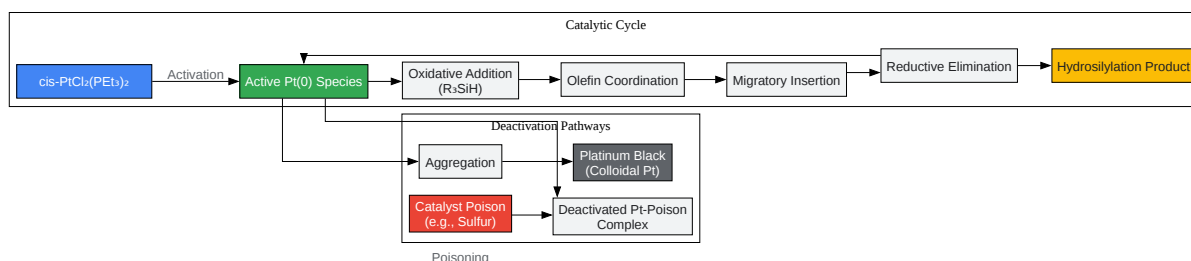 Catalytic Cycle
cis-PtCl₂(PEt₃)₂
Activation
Active Pt(0) Species
Oxidative Addition
(R₃SiH)
Olefin Coordination
Migratory Insertion
Reductive Elimination
Hydrosilylation Product
Deactivation Pathways
Aggregation
Platinum Black
(Colloidal Pt)
Catalyst Poison
(e.g., Sulfur)
Deactivated Pt-Poison
Complex
Poisoning